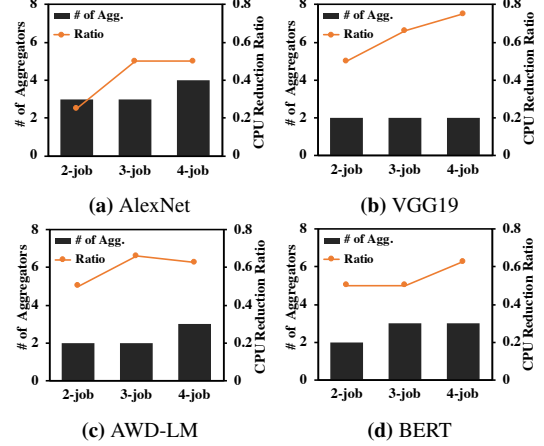 8
6
4
2
0
# of Aggregators
# of Agg.
Ratio
0.8
0.6
0.4
0.2
0
CPU Reduction Ratio
2-job 3-job 4-job
(a) AlexNet
8
6
4
2
0
# of Aggregators
# of Agg.
Ratio
0.8
0.6
0.4
0.2
0
CPU Reduction Ratio
2-job 3-job 4-job
(b) VGG19
8
6
4
2
0
# of Aggregators
# of Agg.
Ratio
0.8
0.6
0.4
0.2
0
CPU Reduction Ratio
2-job 3-job 4-job
(c) AWD-LM
8
6
4
2
0
# of Aggregators
# of Agg.
Ratio
0.8
0.6
0.4
0.2
0
CPU Reduction Ratio
2-job 3-job 4-job
(d) BERT